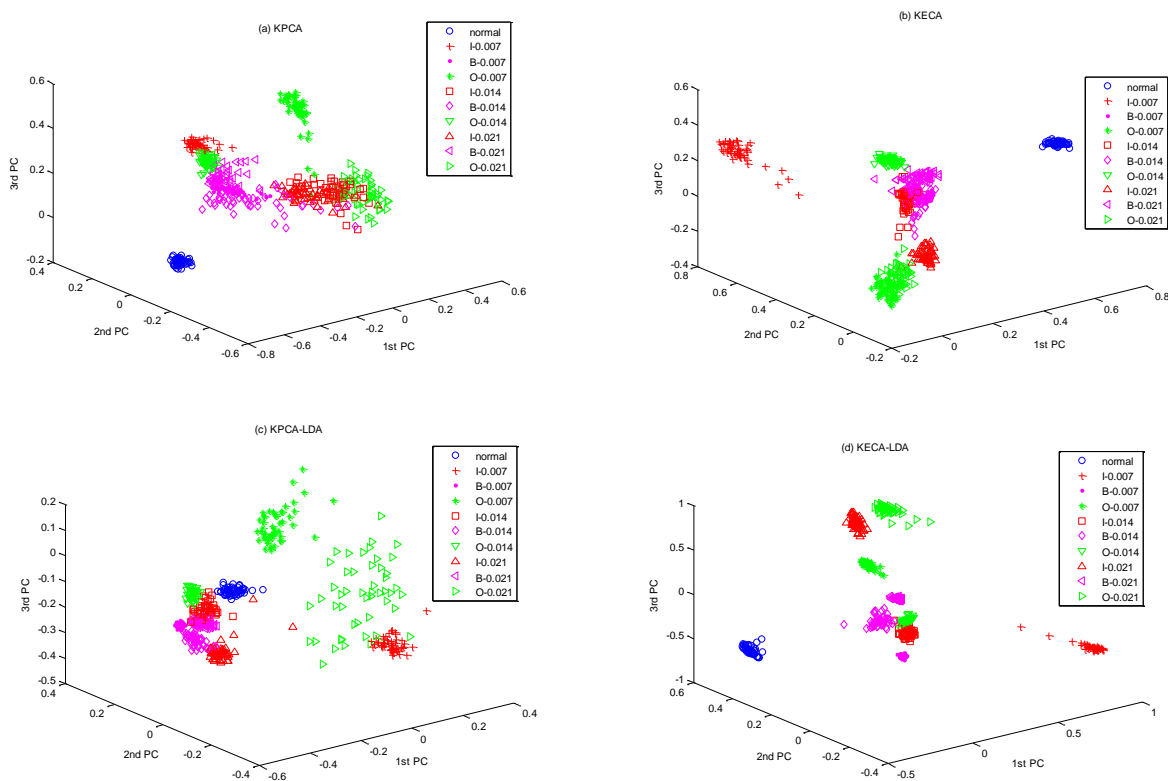 (a) KPCA
normal
I-0.007
B-0.007
O-0.007
I-0.014
B-0.014
O-0.014
I-0.021
B-0.021
O-0.021
0.6
0.4
0.2
0
-0.2
3rd PC
0.4
0.2
0
-0.2
-0.4
-0.6
2nd PC
-0.8
-0.6
-0.4
-0.2
0
0.2
0.4
0.6
1st PC
(b) KECA
normal
I-0.007
B-0.007
O-0.007
I-0.014
B-0.014
O-0.014
I-0.021
B-0.021
O-0.021
0.6
0.4
0.2
0
-0.2
-0.4
3rd PC
0.8
0.6
0.4
0.2
0
-0.2
2nd PC
-0.2
0
0.2
0.4
0.6
0.8
1st PC
(c) KPCA-LDA
normal
I-0.007
B-0.007
O-0.007
I-0.014
B-0.014
O-0.014
I-0.021
B-0.021
O-0.021
0.2
0.1
0
-0.1
-0.2
-0.3
-0.4
-0.5
3rd PC
0.4
0.2
0
-0.2
-0.4
2nd PC
-0.6
-0.4
-0.2
0
0.2
0.4
1st PC
(d) KECA-LDA
normal
I-0.007
B-0.007
O-0.007
I-0.014
B-0.014
O-0.014
I-0.021
B-0.021
O-0.021
1
0.5
0
-0.5
-1
3rd PC
0.6
0.4
0.2
0
-0.2
-0.4
2nd PC
-0.5
0
0.5
1
1st PC